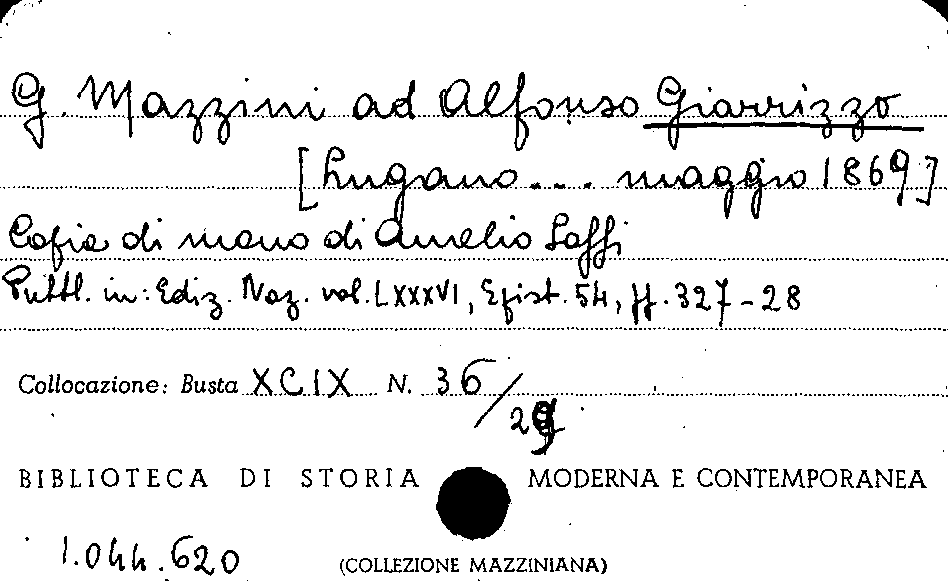 G. Mazzini ad Alfonso Giarrizzo
[Lugano... maggio 1869]
Copia di mano di Aurelio Saffi
Pubbl. in: Ediz. Naz. vol. LXXXVI, Epist. 54, pp. 327-28
Collocazione: Busta XCIX N. 36/
29
BIBLIOTECA DI STORIA MODERNA E CONTEMPORANEA
1.044.620 (COLLEZIONE MAZZINIANA)